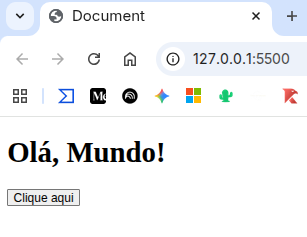 Document
127.0.0.1:5500
Olá, Mundo!
Clique aqui